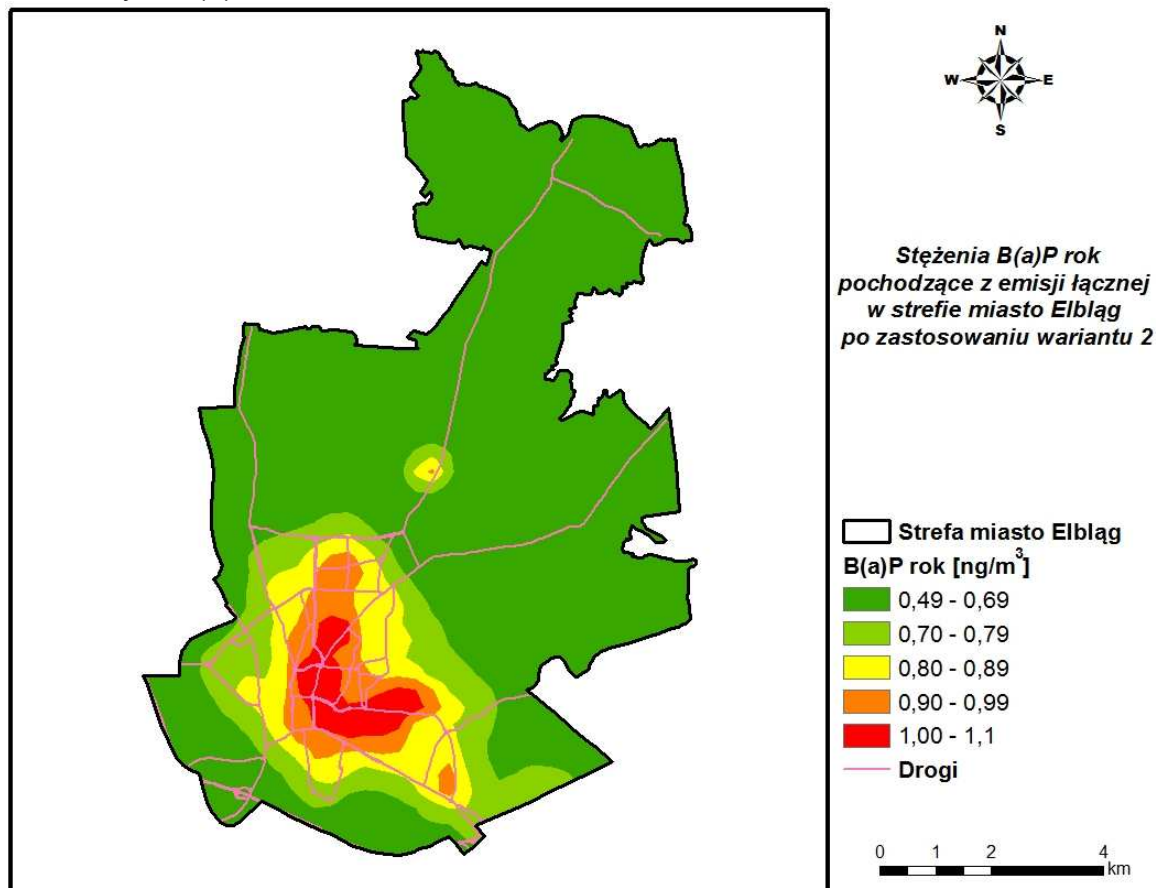 N
W E
S
Stężenia B(a)P rok
pochodzące z emisji łącznej
w strefie miasto Elbląg
po zastosowaniu wariantu 2
Strefa miasto Elbląg
B(a)P rok [ng/m³]
0,49 - 0,69
0,70 - 0,79
0,80 - 0,89
0,90 - 0,99
1,00 - 1,1
Drogi
0 1 2 4
km